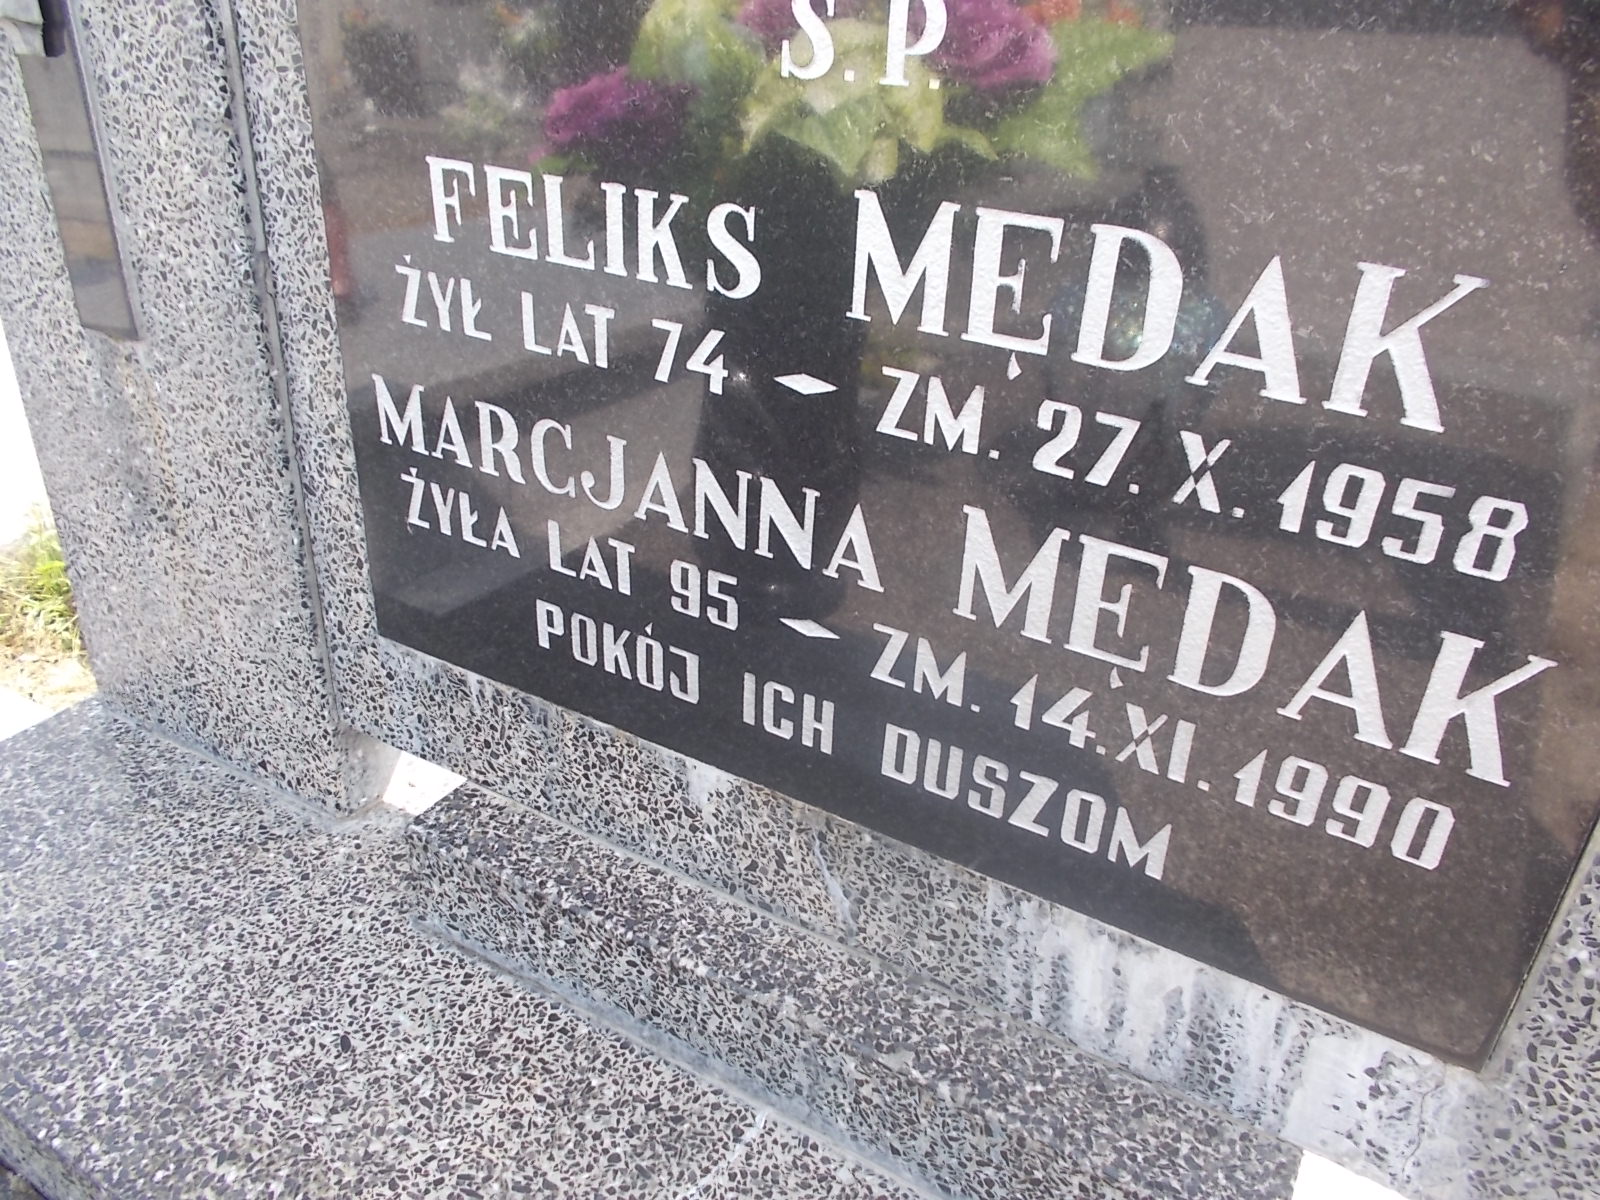 Ś.P.
FELIKS MĘDAK
ŻYŁ LAT 74 - ZM. 27. X. 1958
MARCJANNA MĘDAK
ŻYŁA LAT 95 - ZM. 14. XI. 1990
POKÓJ ICH DUSZOM